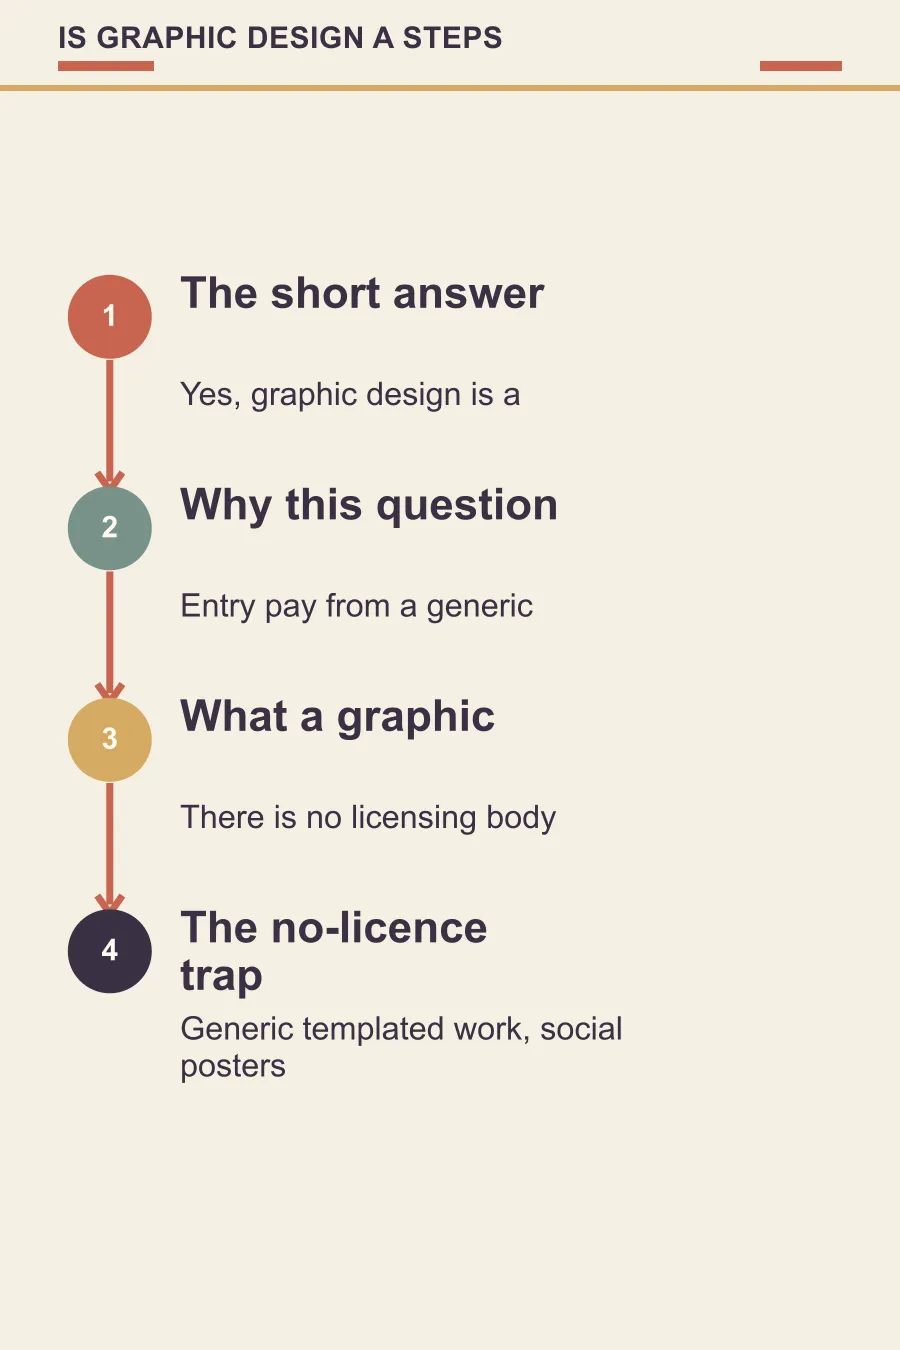 IS GRAPHIC DESIGN A STEPS
1
The short answer
Yes, graphic design is a
2
Why this question
Entry pay from a generic
3
What a graphic
There is no licensing body
4
The no-licence
trap
Generic templated work, social
posters